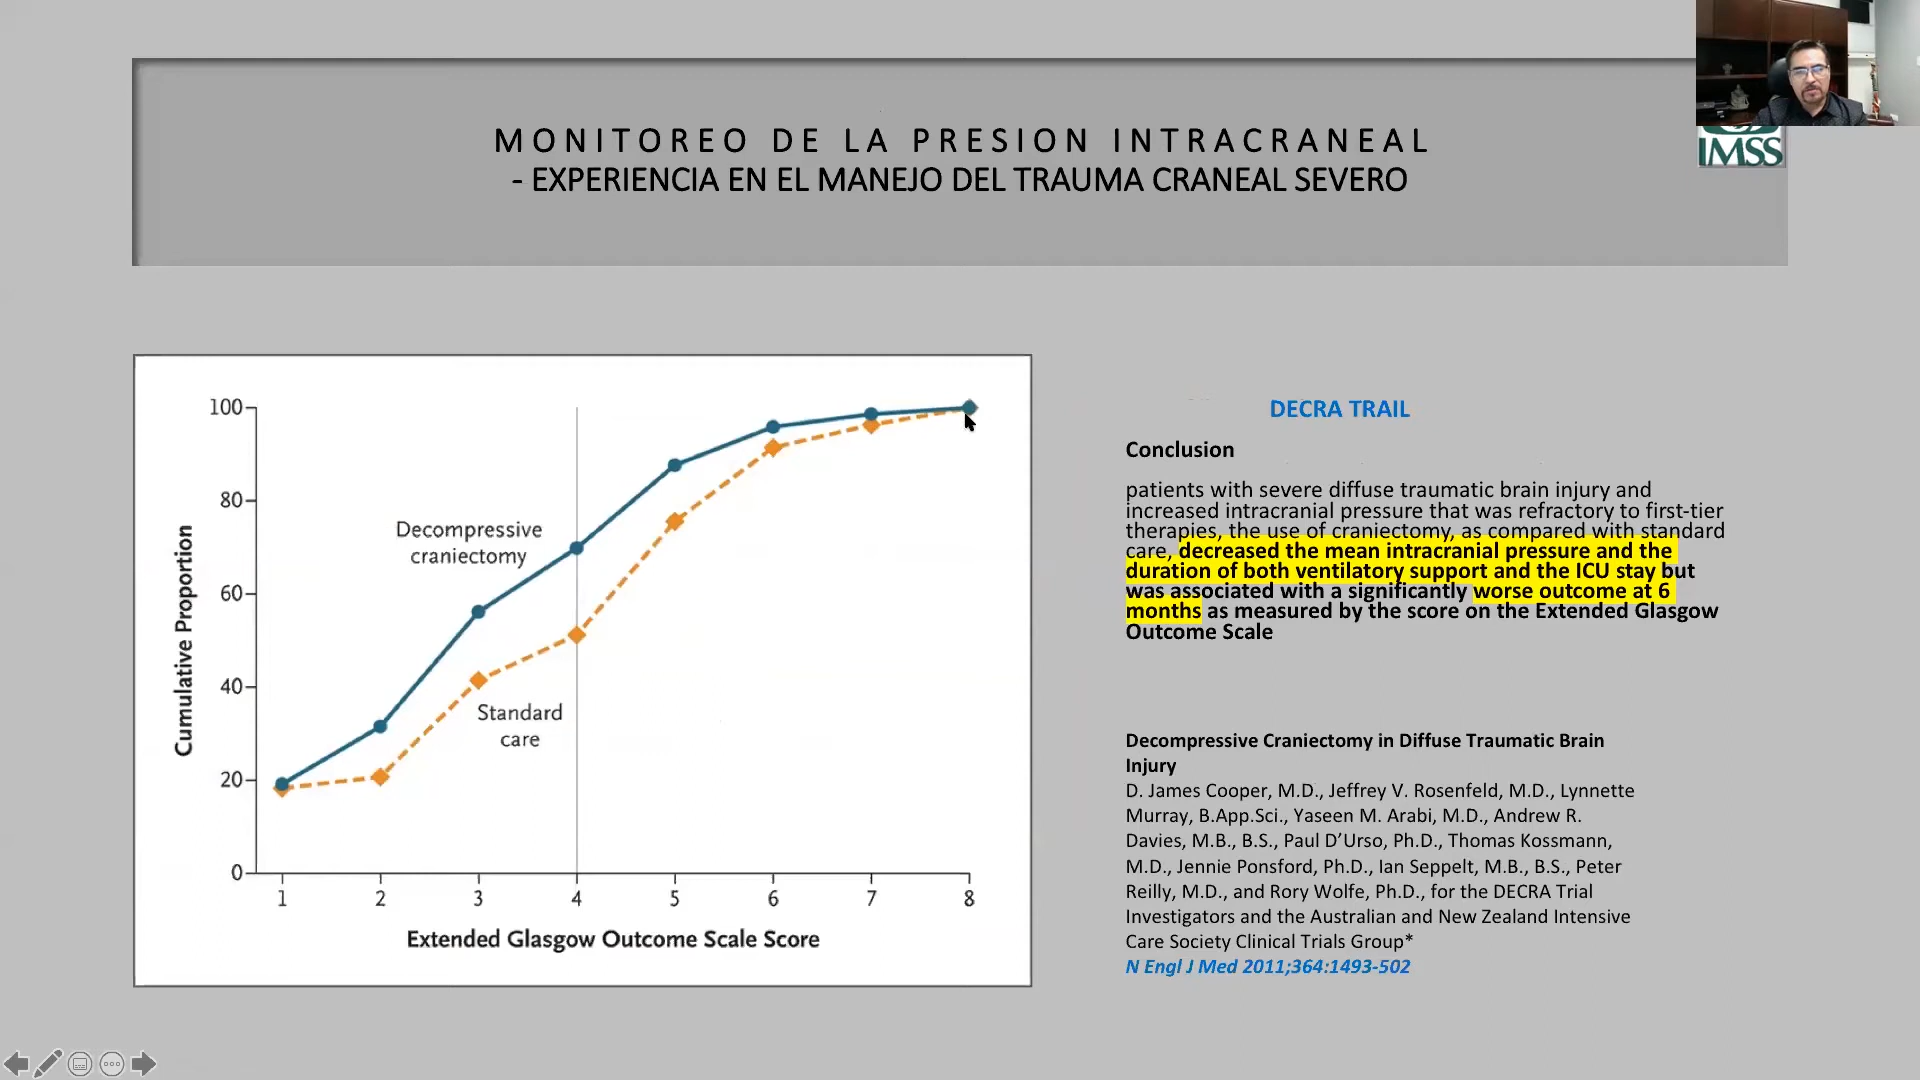 MONITOREO DE LA PRESION INTRACRANEAL
- EXPERIENCIA EN EL MANEJO DEL TRAUMA CRANEAL SEVERO
IMSS
100
80
60
40
20
0
Cumulative Proportion
Decompressive
craniectomy
Standard
care
1 2 3 4 5 6 7 8
Extended Glasgow Outcome Scale Score
DECRA TRAIL
Conclusion
patients with severe diffuse traumatic brain injury and
increased intracranial pressure that was refractory to first-tier
therapies, the use of craniectomy, as compared with standard
care, decreased the mean intracranial pressure and the
duration of both ventilatory support and the ICU stay but
was associated with a significantly worse outcome at 6
months as measured by the score on the Extended Glasgow
Outcome Scale
Decompressive Craniectomy in Diffuse Traumatic Brain
Injury
D. James Cooper, M.D., Jeffrey V. Rosenfeld, M.D., Lynnette
Murray, B.App.Sci., Yaseen M. Arabi, M.D., Andrew R.
Davies, M.B., B.S., Paul D’Urso, Ph.D., Thomas Kossmann,
M.D., Jennie Ponsford, Ph.D., Ian Seppelt, M.B., B.S., Peter
Reilly, M.D., and Rory Wolfe, Ph.D., for the DECRA Trial
Investigators and the Australian and New Zealand Intensive
Care Society Clinical Trials Group*
N Engl J Med 2011;364:1493-502